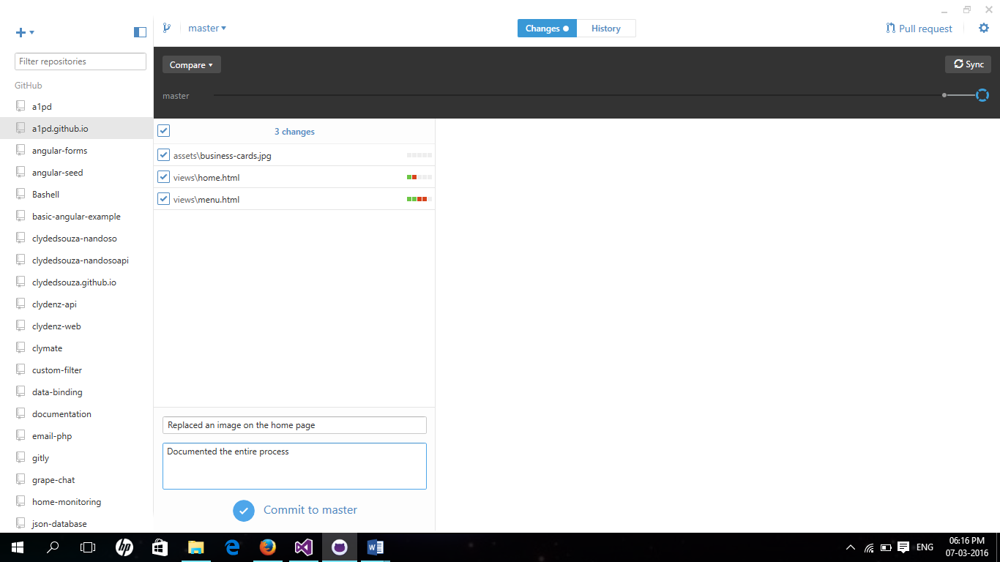 master
Changes
History
Pull request
Filter repositories
GitHub
a1pd
a1pd.github.io
angular-forms
angular-seed
Bashell
basic-angular-example
clydedsouza-nandoso
clydedsouza-nandosoapi
clydedsouza.github.io
clydenz-api
clydenz-web
clymate
custom-filter
data-binding
documentation
email-php
gitly
grape-chat
home-monitoring
json-database
Compare
Sync
master
3 changes
assets\business-cards.jpg
views\home.html
views\menu.html
Replaced an image on the home page
Documented the entire process
Commit to master
hp
ENG
06:16 PM
07-03-2016